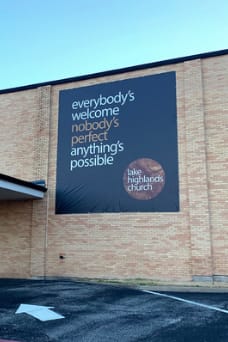 everybody's
welcome
nobody's
perfect
anything's
possible
lake
highlands
church